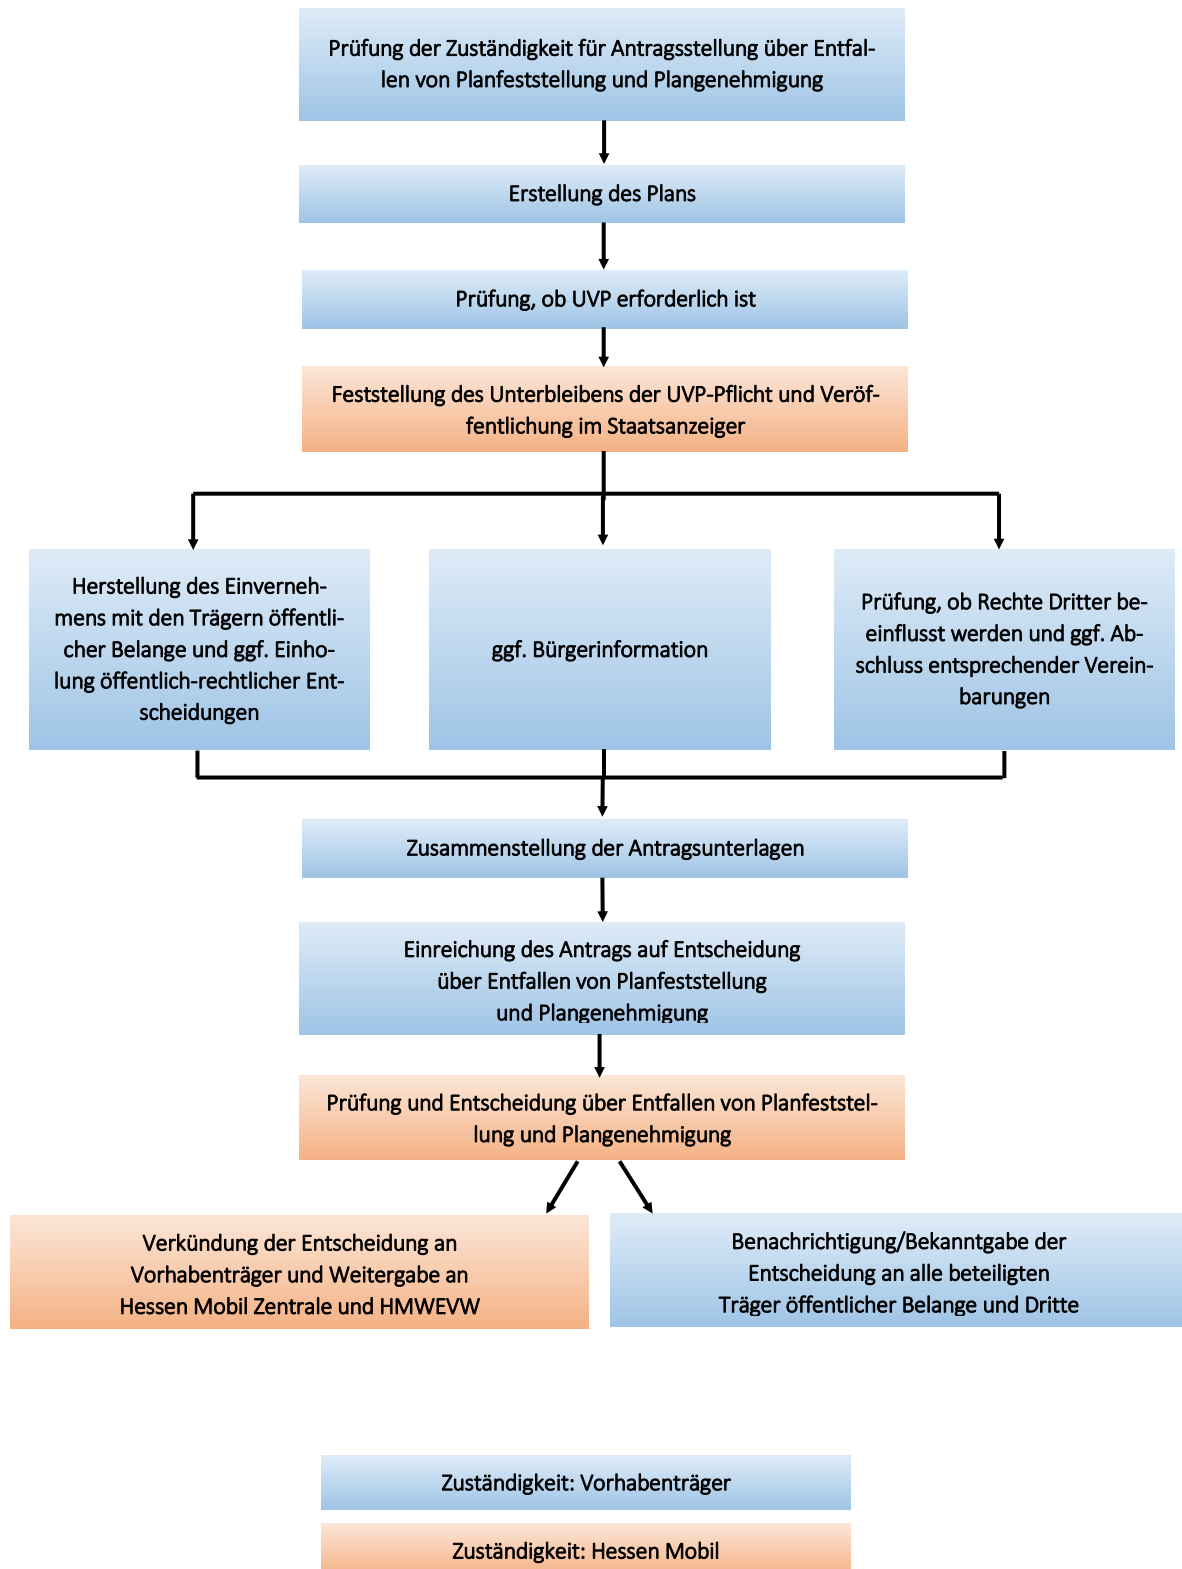 Prüfung der Zuständigkeit für Antragsstellung über Entfal-
len von Planfeststellung und Plangenehmigung
Erstellung des Plans
Prüfung, ob UVP erforderlich ist
Feststellung des Unterbleibens der UVP-Pflicht und Veröf-
fentlichung im Staatsanzeiger
Herstellung des Einverneh-
mens mit den Trägern öffentli-
cher Belange und ggf. Einho-
lung öffentlich-rechtlicher Ent-
scheidungen
ggf. Bürgerinformation
Prüfung, ob Rechte Dritter be-
einflusst werden und ggf. Ab-
schluss entsprechender Verein-
barungen
Zusammenstellung der Antragsunterlagen
Einreichung des Antrags auf Entscheidung
über Entfallen von Planfeststellung
und Plangenehmigung
Prüfung und Entscheidung über Entfallen von Planfeststel-
lung und Plangenehmigung
Verkündung der Entscheidung an
Vorhabenträger und Weitergabe an
Hessen Mobil Zentrale und HMWEVW
Benachrichtigung/Bekanntgabe der
Entscheidung an alle beteiligten
Träger öffentlicher Belange und Dritte
Zuständigkeit: Vorhabenträger
Zuständigkeit: Hessen Mobil